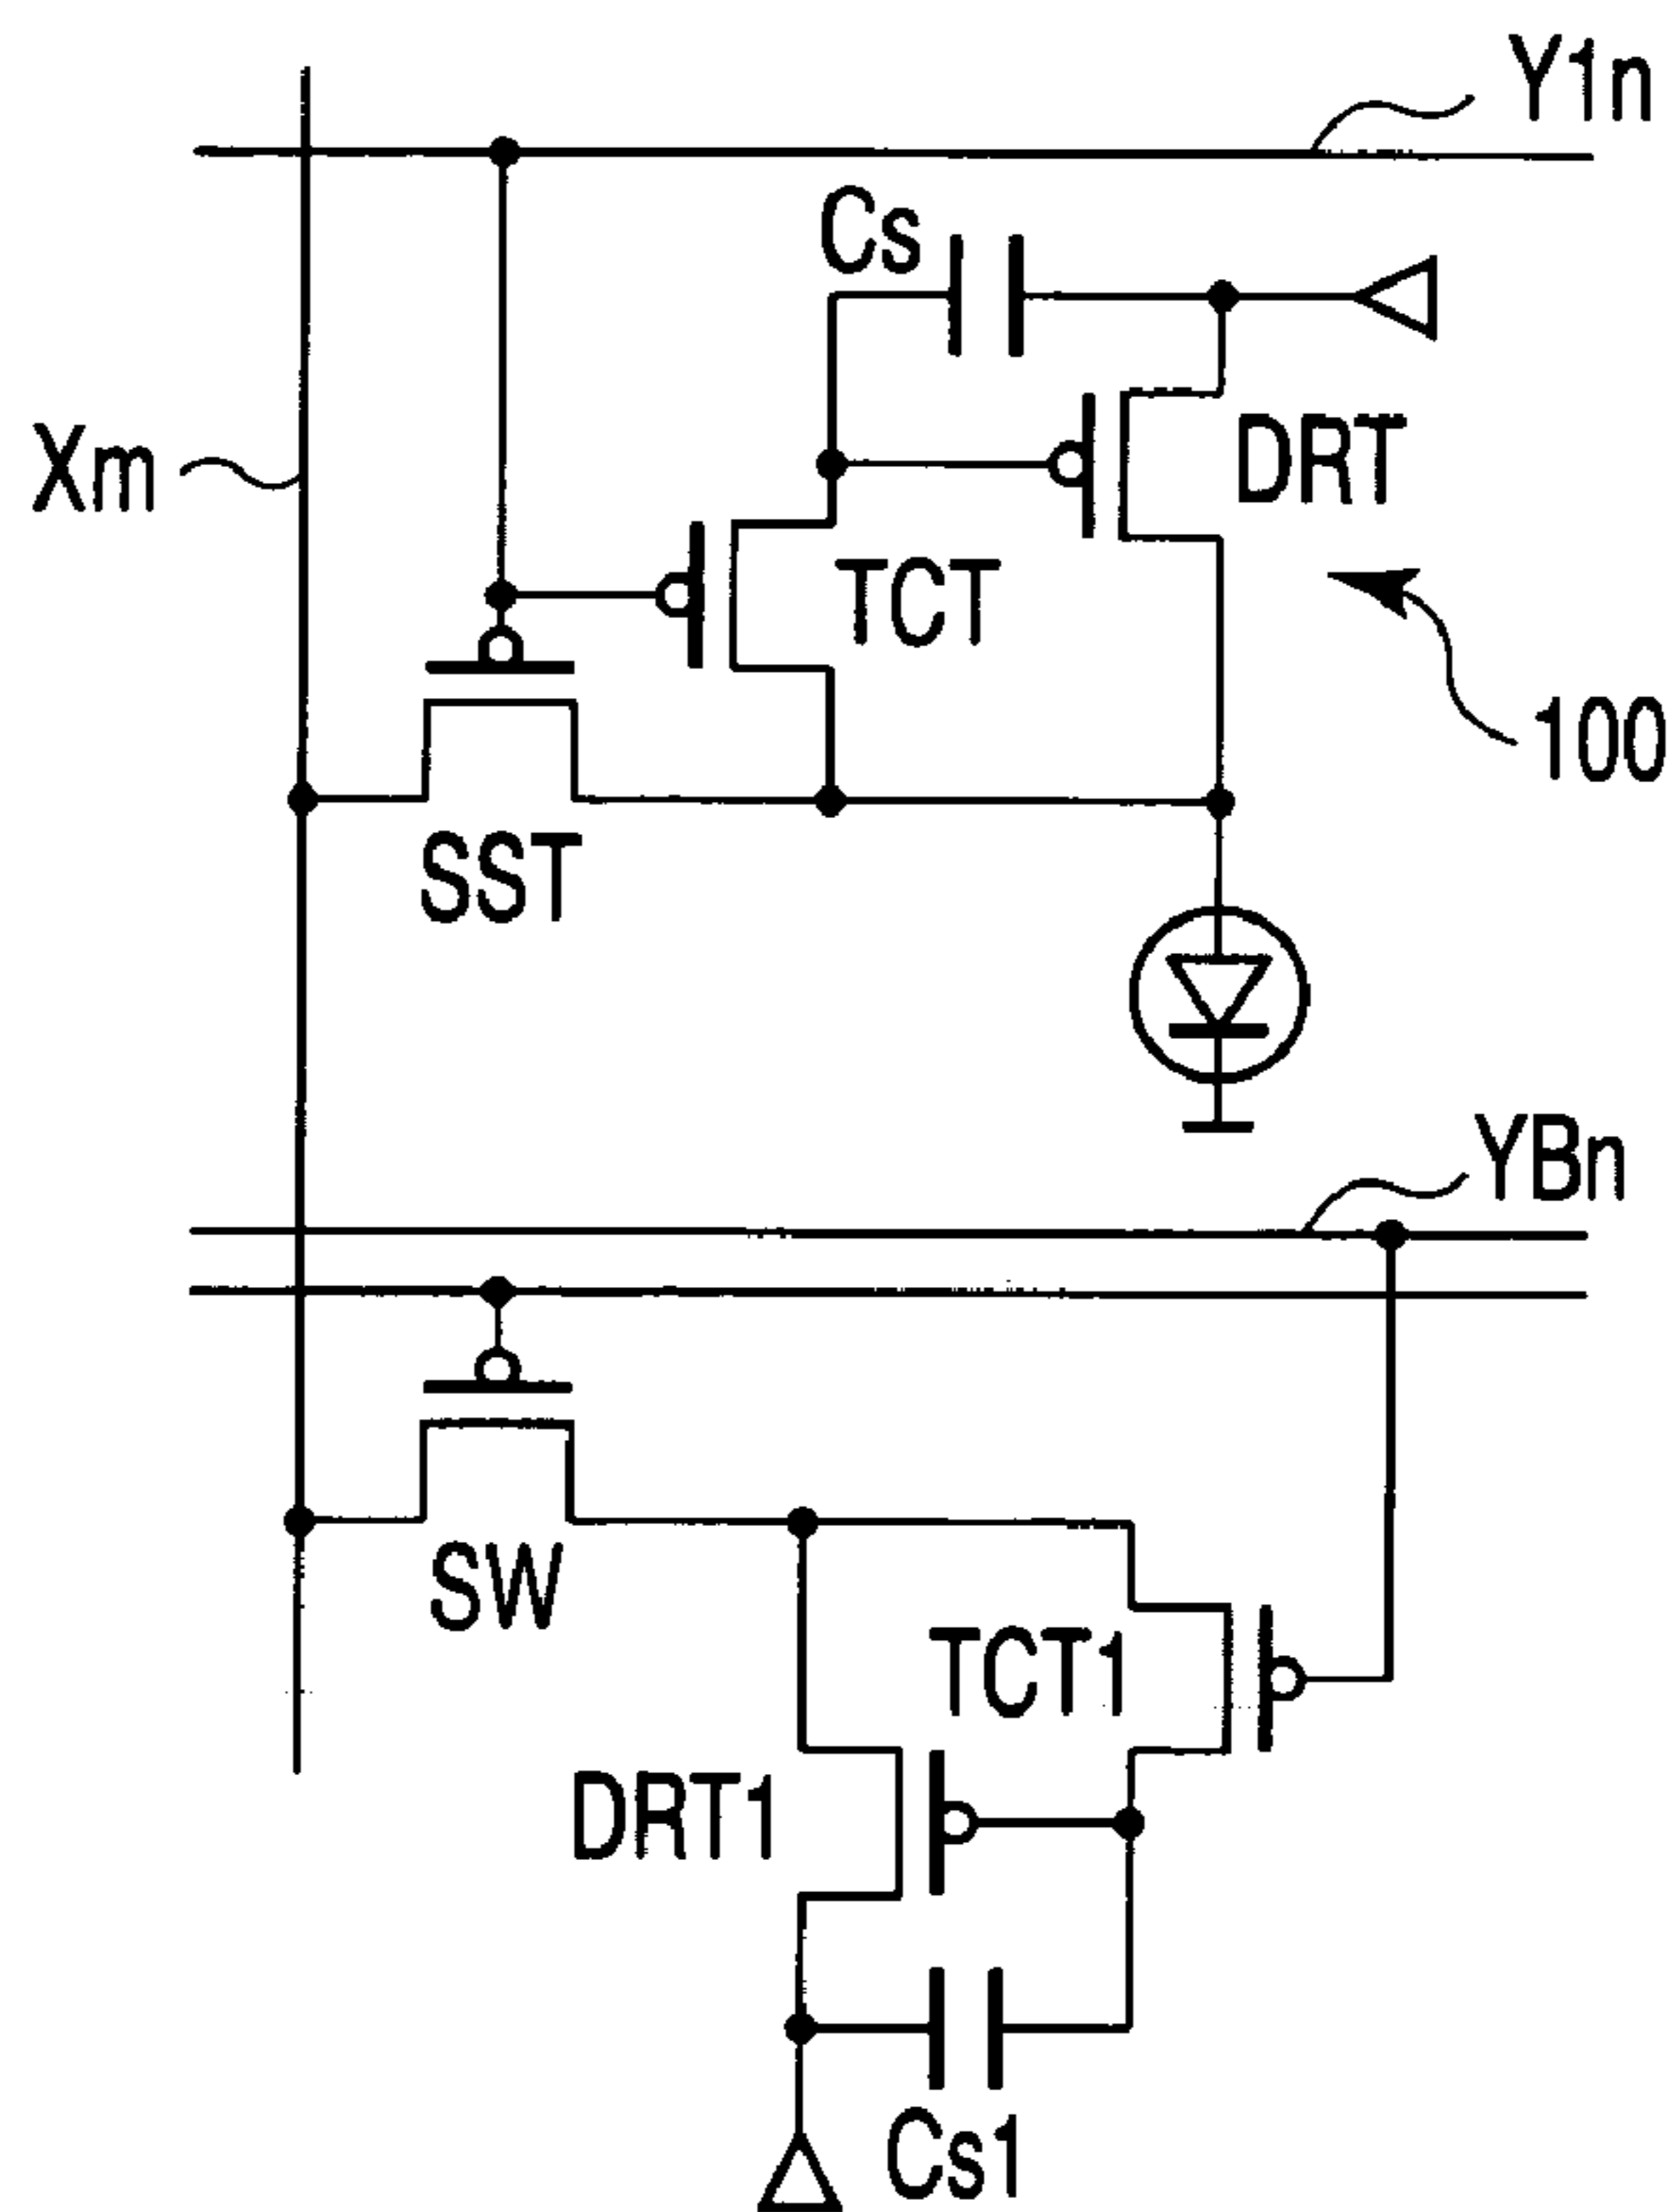 Y1n
Cs
Xm
DRT
TCT
100
SST
YBn
SW
TCT1
DRT1
Cs1